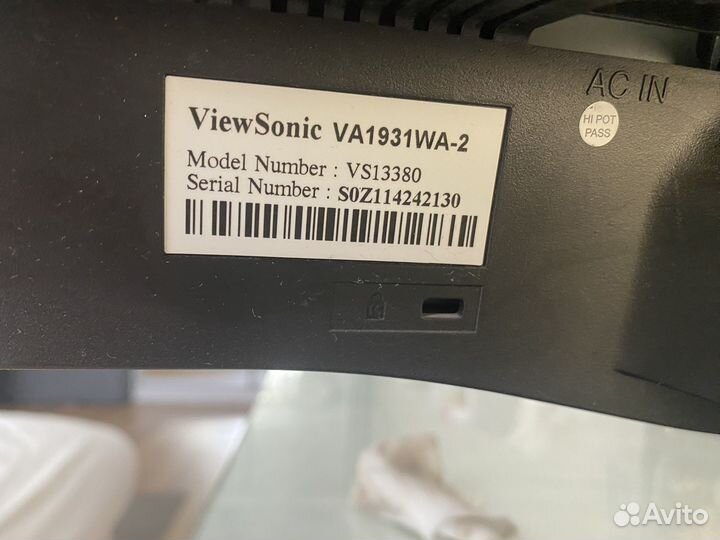 AC IN
HI POT
PASS
ViewSonic VA1931WA-2
Model Number : VS13380
Serial Number : S0Z114242130
Avito